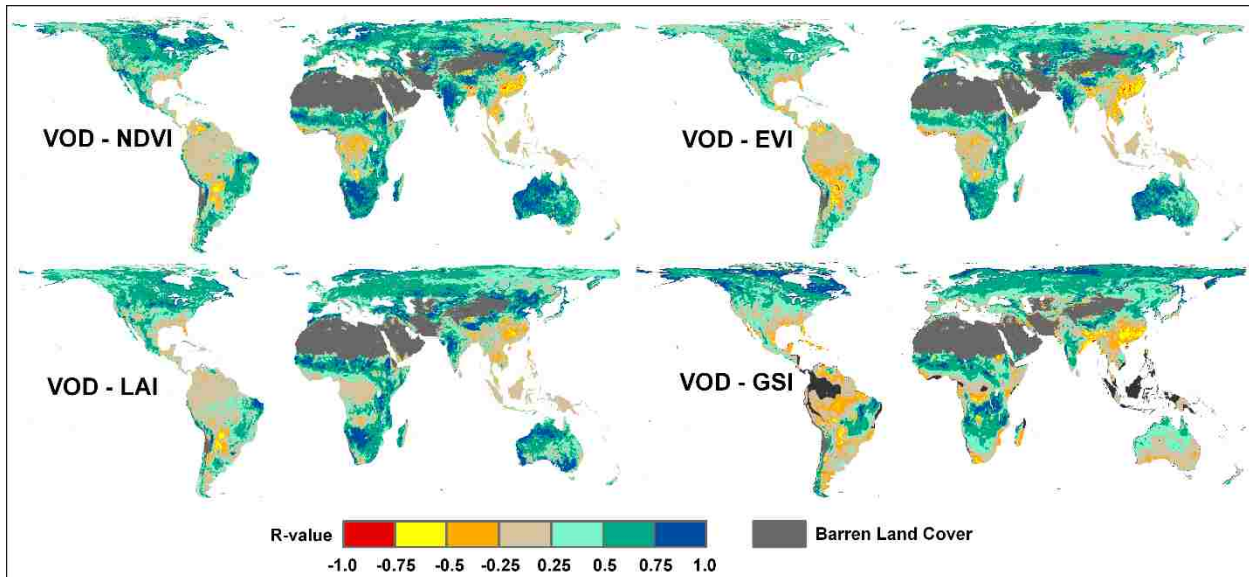 VOD - NDVI
VOD - EVI
VOD - LAI
VOD - GSI
R-value
Barren Land Cover
-1.0 -0.75 -0.5 -0.25 0.25 0.5 0.75 1.0